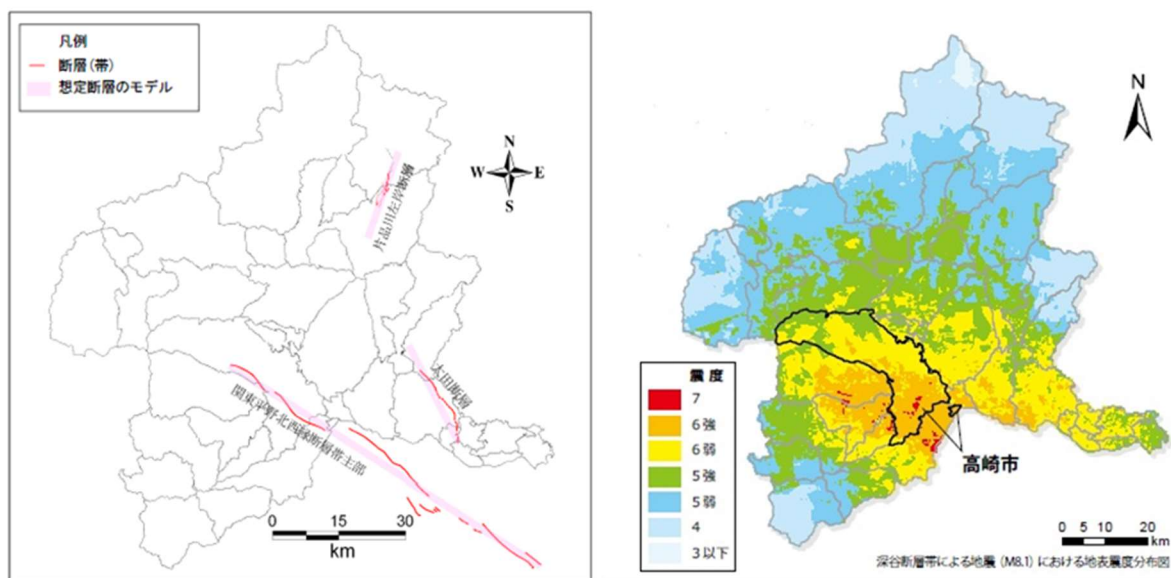 凡例
断層(帯)
想定断層のモデル
N
W
E
S
片品川左岸断層
太田断層
関東平野北西縁断層帯主部
0 15 30
km
N
震度
7
6強
6弱
5強
5弱
4
3以下
高崎市
0 5 10 20
km
深谷断層帯による地震(M8.1)における地表震度分布図